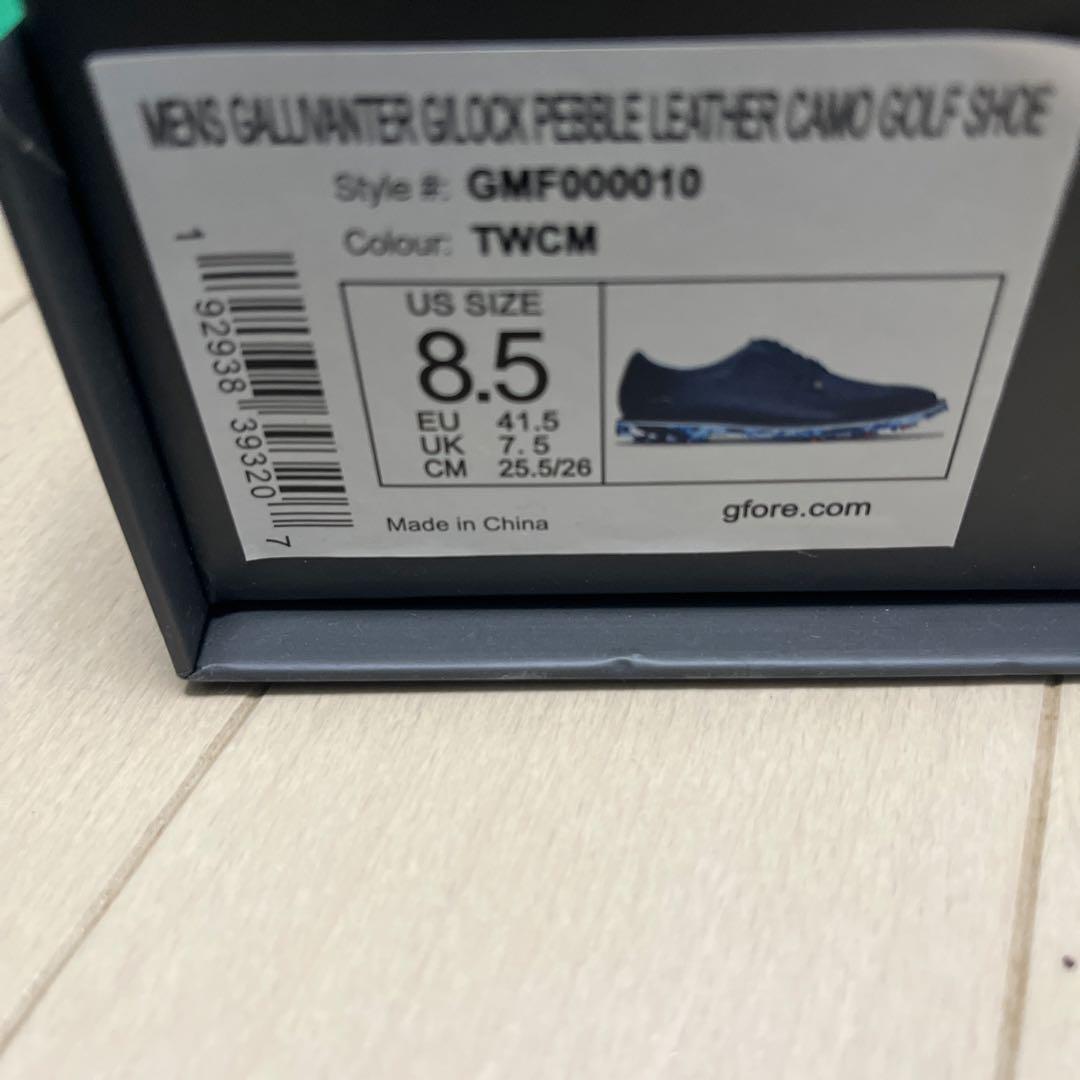 MENS GALLIVANTER G/LOCK PEBBLE LEATHER CAMO GOLF SHOE
Style #: GMF000010
Colour: TWCM
1 92938 39320 7
US SIZE
8.5
EU 41.5
UK 7.5
CM 25.5/26
Made in China
gfore.com